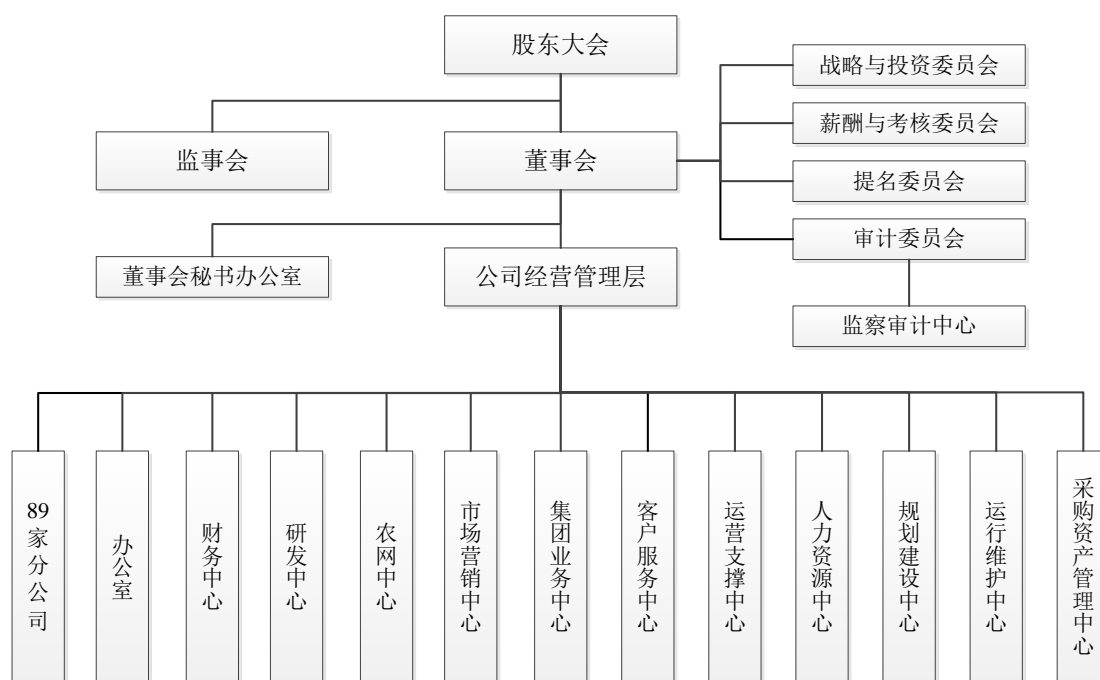 股东大会
战略与投资委员会
薪酬与考核委员会
监事会
董事会
提名委员会
审计委员会
董事会秘书办公室
公司经营管理层
监察审计中心
89家分公司
办公室
财务中心
研发中心
农网中心
市场营销中心
集团业务中心
客户服务中心
运营支撑中心
人力资源中心
规划建设中心
运行维护中心
采购资产管理中心